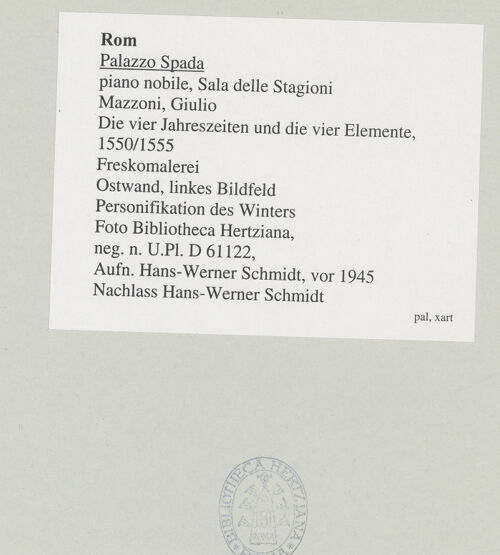 Rom
Palazzo Spada
piano nobile, Sala delle Stagioni
Mazzoni, Giulio
Die vier Jahreszeiten und die vier Elemente,
1550/1555
Freskomalerei
Ostwand, linkes Bildfeld
Personifikation des Winters
Foto Bibliotheca Hertziana,
neg. n. U.Pl. D 61122,
Aufn. Hans-Werner Schmidt, vor 1945
Nachlass Hans-Werner Schmidt
pal, xart
BIBLIOTHECA HERTZIANA
ROMA